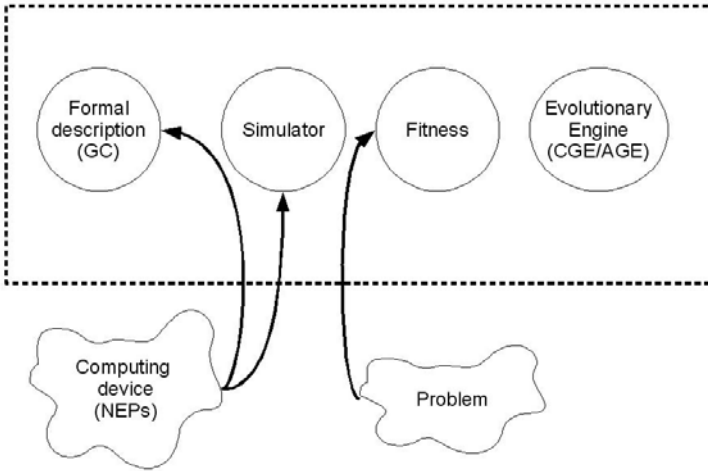 Formal
description
(GC)
Simulator
Fitness
Evolutionary
Engine
(CGE/AGE)
Computing
device
(NEPs)
Problem